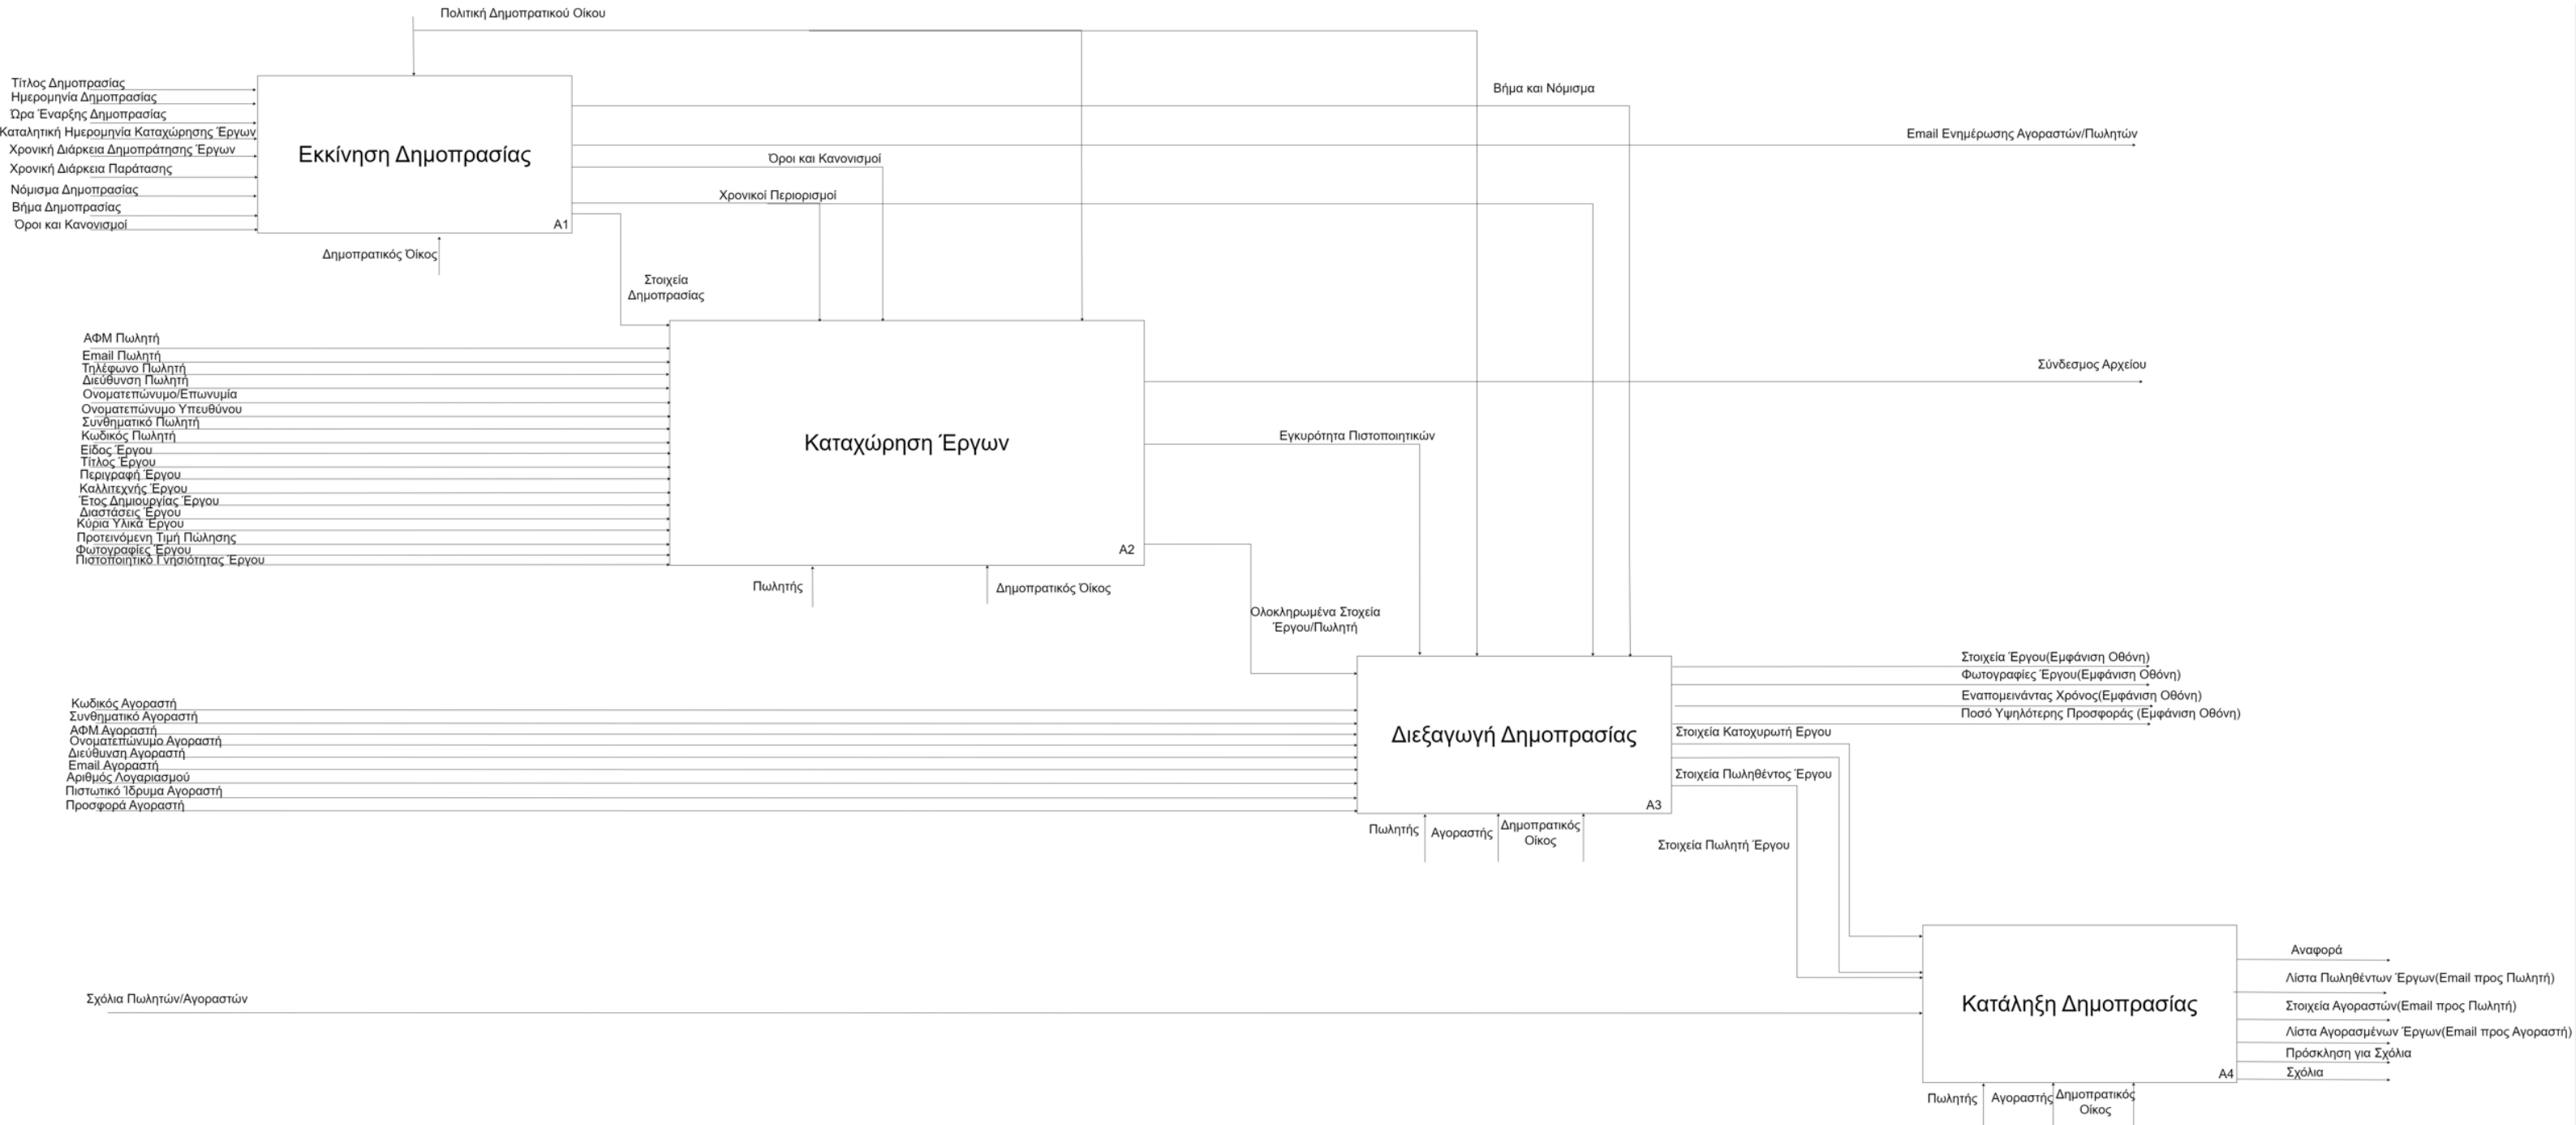 Πολιτική Δημοπρατικού Οίκου
Τίτλος Δημοπρασίας
Ημερομηνία Δημοπρασίας
Ώρα Έναρξης Δημοπρασίας
Καταλητική Ημερομηνία Καταχώρησης Έργων
Χρονική Διάρκεια Δημοπράτησης Έργων
Χρονική Διάρκεια Παράτασης
Νόμισμα Δημοπρασίας
Βήμα Δημοπρασίας
Όροι και Κανονισμοί
Εκκίνηση Δημοπρασίας
A1
Δημοπρατικός Όίκος
Βήμα και Νόμισμα
Email Ενημέρωσης Αγοραστών/Πωλητών
Όροι και Κανονισμοί
Χρονικοί Περιορισμοί
Στοιχεία
Δημοπρασίας
ΑΦΜ Πωλητή
Email Πωλητή
Τηλέφωνο Πωλητή
Διεύθυνση Πωλητή
Ονοματεπώνυμο/Επωνυμία
Ονοματεπώνυμο Υπευθύνου
Συνθηματικό Πωλητή
Κωδικός Πωλητή
Είδος Έργου
Τίτλος Έργου
Περιγραφή Έργου
Καλλιτεχνής Έργου
Έτος Δημιουργίας Έργου
Διαστάσεις Έργου
Κύρια Υλικά Έργου
Προτεινόμενη Τιμή Πώλησης
Φωτογραφίες Έργου
Πιστοποιητικό Γνησιότητας Έργου
Καταχώρηση Έργων
A2
Πωλητής
Δημοπρατικός Όίκος
Σύνδεσμος Αρχείου
Εγκυρότητα Πιστοποιητικών
Ολοκληρωμένα Στοχεία
Έργου/Πωλητή
Κωδικός Αγοραστή
Συνθηματικό Αγοραστή
ΑΦΜ Αγοραστή
Ονοματεπώνυμο Αγοραστή
Διεύθυνση Αγοραστή
Email Αγοραστή
Αριθμός Λογαριασμού
Πιστωτικό Ίδρυμα Αγοραστή
Προσφορά Αγοραστή
Διεξαγωγή Δημοπρασίας
A3
Πωλητής
Αγοραστής
Δημοπρατικός
Οίκος
Στοιχεία Έργου(Εμφάνιση Οθόνη)
Φωτογραφίες Έργου(Εμφάνιση Οθόνη)
Εναπομεινάντας Χρόνος(Εμφάνιση Οθόνη)
Ποσό Υψηλότερης Προσφοράς (Εμφάνιση Οθόνη)
Στοιχεία Κατοχυρωτή Εργου
Στοιχεία Πωληθέντος Έργου
Στοιχεία Πωλητή Έργου
Σχόλια Πωλητών/Αγοραστών
Κατάληξη Δημοπρασίας
A4
Πωλητής
Αγοραστής
Δημοπρατικός
Οίκος
Αναφορά
Λίστα Πωληθέντων Έργων(Email προς Πωλητή)
Στοιχεία Αγοραστών(Email προς Πωλητή)
Λίστα Αγορασμένων Έργων(Email προς Αγοραστή)
Πρόσκληση για Σχόλια
Σχόλια